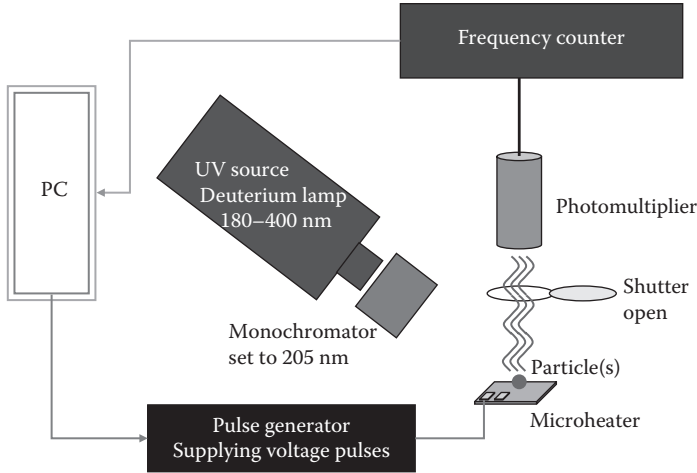 Frequency counter
PC
UV source
Deuterium lamp
180–400 nm
Photomultiplier
Shutter
open
Monochromator
set to 205 nm
Particle(s)
Microheater
Pulse generator
Supplying voltage pulses